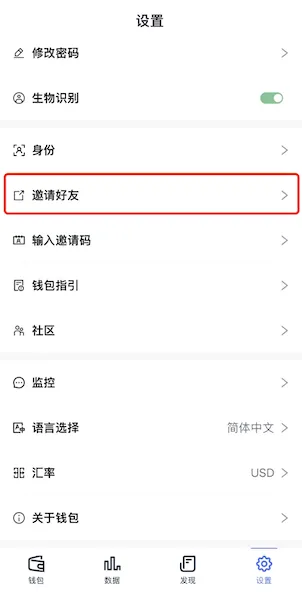 设置
修改密码
生物识别
身份
邀请好友
输入邀请码
钱包指引
社区
监控
语言选择 简体中文
汇率 USD
关于钱包
钱包 数据 发现 设置